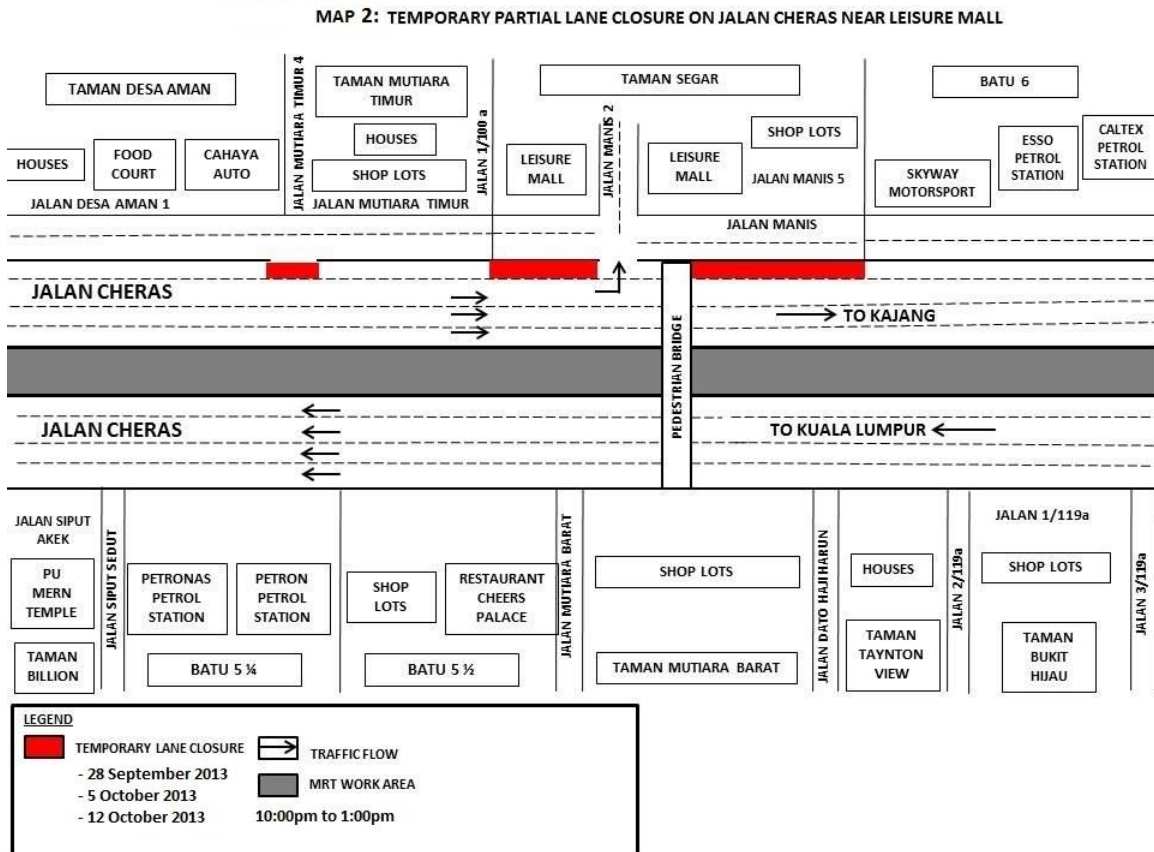 MAP 2: TEMPORARY PARTIAL LANE CLOSURE ON JALAN CHERAS NEAR LEISURE MALL
TAMAN DESA AMAN
JALAN MUTIARA TIMUR 4
TAMAN MUTIARA
TIMUR
TAMAN SEGAR
BATU 6
HOUSES
FOOD
COURT
CAHAYA
AUTO
HOUSES
SHOP LOTS
JALAN 1/100 a
LEISURE
MALL
JALAN MANIS 2
LEISURE
MALL
SHOP LOTS
JALAN MANIS 5
SKYWAY
MOTORSPORT
ESSO
PETROL
STATION
CALTEX
PETROL
STATION
JALAN DESA AMAN 1
JALAN MUTIARA TIMUR
JALAN MANIS
JALAN CHERAS
TO KAJANG
PEDESTRIAN BRIDGE
JALAN CHERAS
TO KUALA LUMPUR
JALAN SIPUT
AKEK
PU
MERN
TEMPLE
TAMAN
BILLION
JALAN SIPUT SEDUT
PETRONAS
PETROL
STATION
PETRON
PETROL
STATION
BATU 5 ¼
SHOP
LOTS
RESTAURANT
CHEERS
PALACE
BATU 5 ½
JALAN MUTIARA BARAT
SHOP LOTS
TAMAN MUTIARA BARAT
JALAN DATO HAJI HARUN
HOUSES
TAMAN
TAYNTON
VIEW
JALAN 2/119a
JALAN 1/119a
SHOP LOTS
TAMAN
BUKIT
HIJAU
JALAN 3/119a
LEGEND
TEMPORARY LANE CLOSURE
- 28 September 2013
- 5 October 2013
- 12 October 2013
TRAFFIC FLOW
MRT WORK AREA
10:00pm to 1:00pm